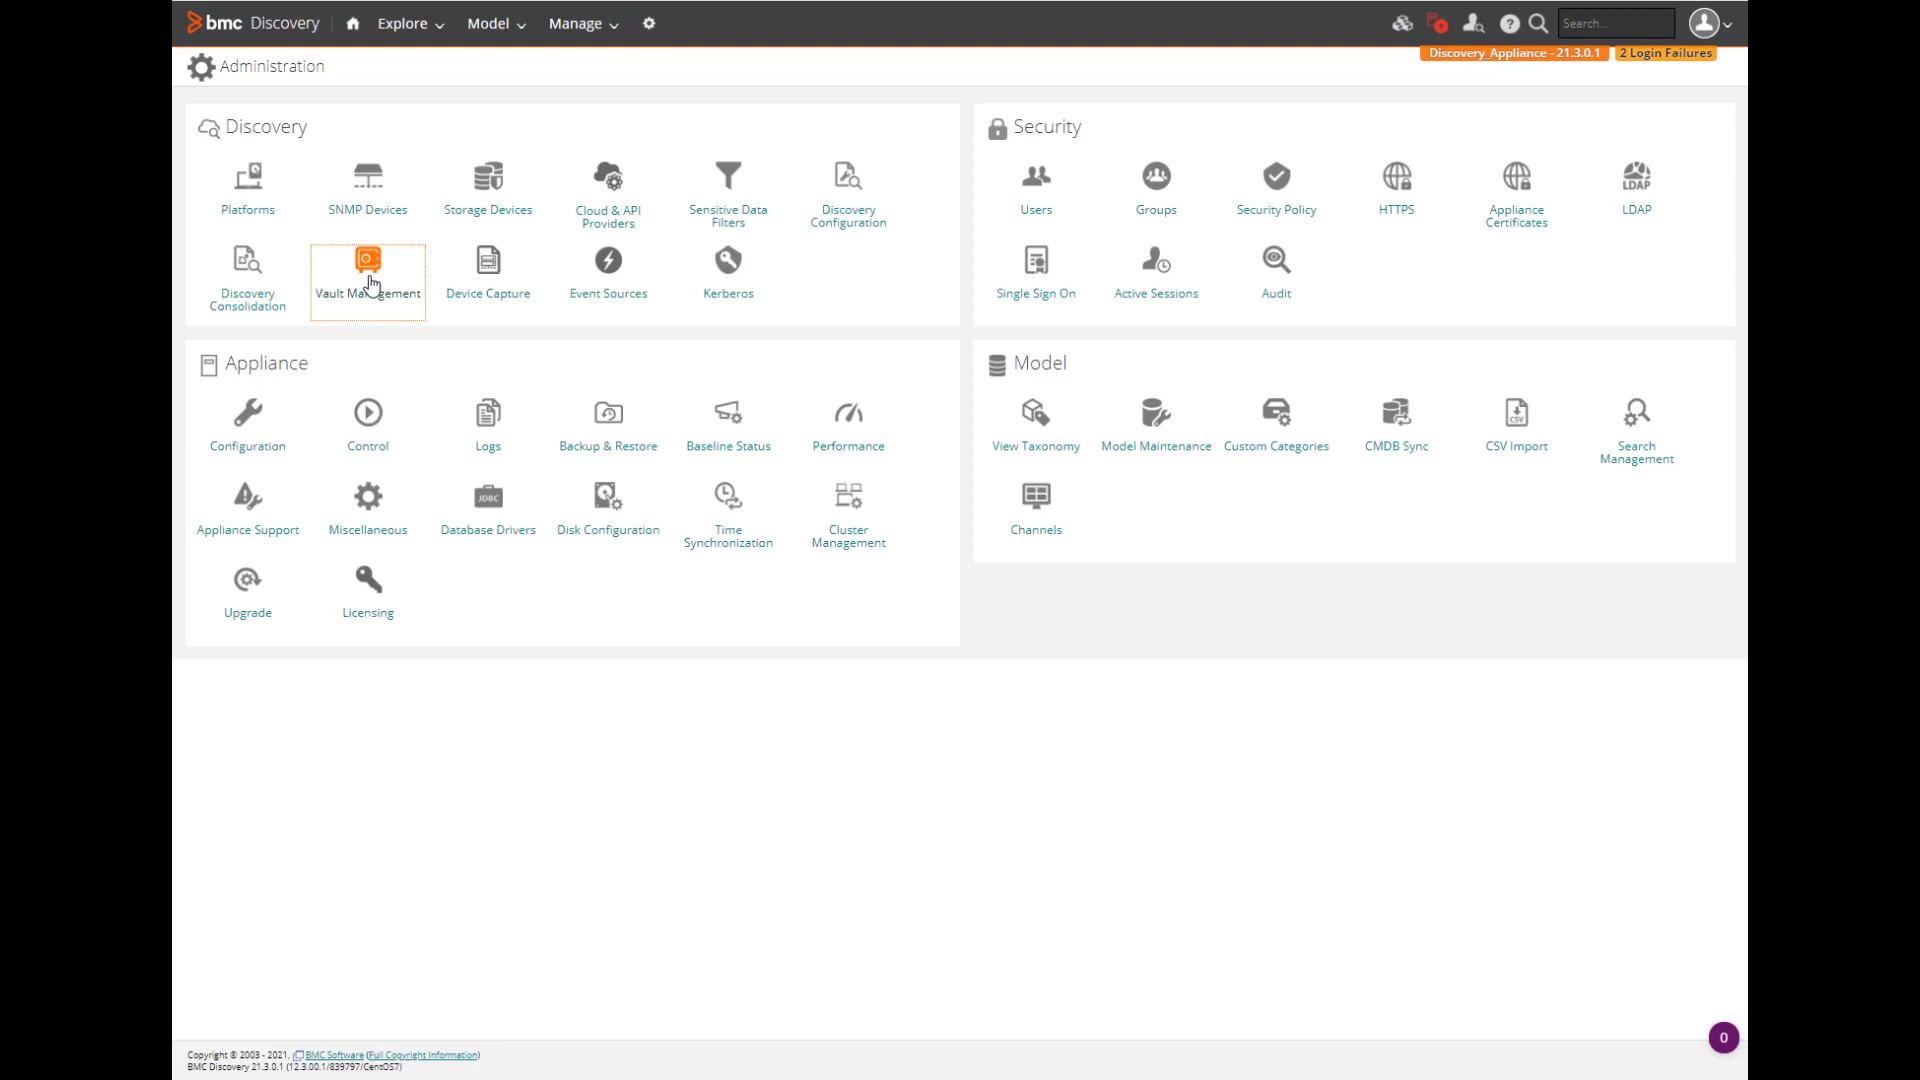 bmc Discovery
Explore
Model
Manage
Search...
Discovery_Appliance - 21.3.0.1
2 Login Failures
Administration
Discovery
Platforms
SNMP Devices
Storage Devices
Cloud & API
Providers
Sensitive Data
Filters
Discovery
Configuration
Discovery
Consolidation
Vault Management
Device Capture
Event Sources
Kerberos
Security
Users
Groups
Security Policy
HTTPS
Appliance
Certificates
LDAP
LDAP
Single Sign On
Active Sessions
Audit
Appliance
Configuration
Control
Logs
Backup & Restore
Baseline Status
Performance
Appliance Support
Miscellaneous
JDBC
Database Drivers
Disk Configuration
Time
Synchronization
Cluster
Management
Upgrade
Licensing
Model
View Taxonomy
Model Maintenance
Custom Categories
CMDB Sync
CSV
CSV Import
Search
Management
Channels
0
Copyright © 2003 - 2021, BMC Software (Full Copyright Information)
BMC Discovery 21.3.0.1 (12.3.00.1/839797/CentOS7)